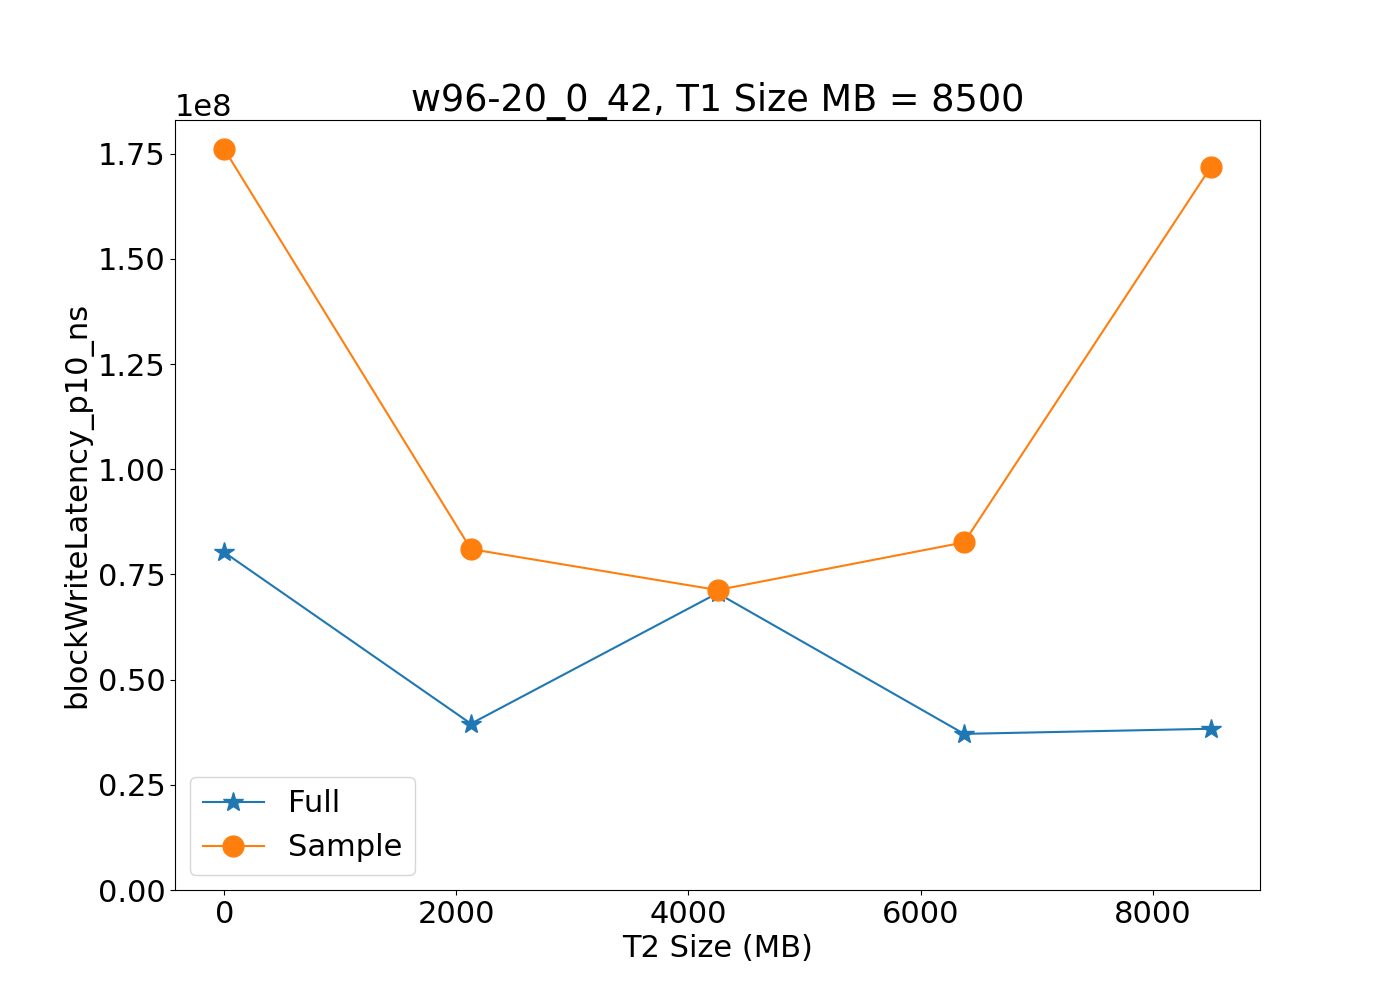 w96-20_0_42, T1 Size MB = 8500
1e8
1.75
1.50
1.25
1.00
0.75
0.50
0.25
0.00
blockWriteLatency_p10_ns
Full
Sample
0 2000 4000 6000 8000
T2 Size (MB)